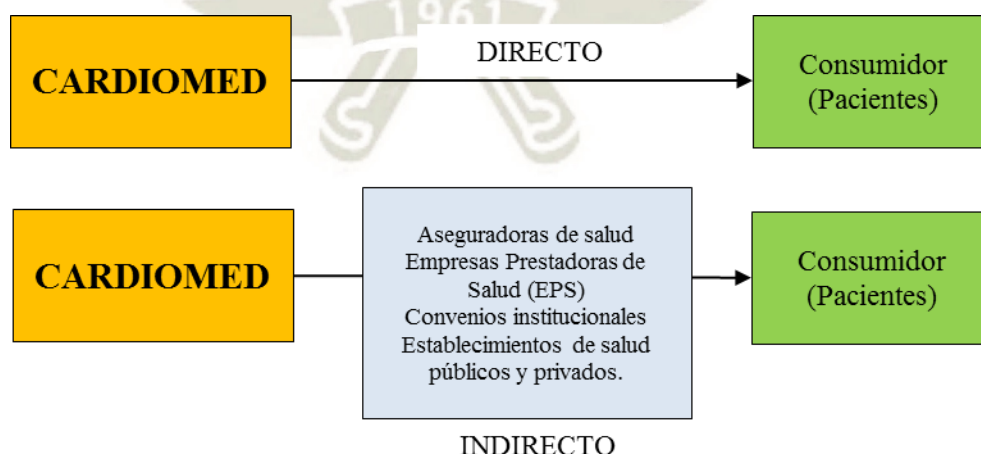 1961
DIRECTO
CARDIOMED
Consumidor
(Pacientes)
CARDIOMED
Aseguradoras de salud
Empresas Prestadoras de
Salud (EPS)
Convenios institucionales
Establecimientos de salud
públicos y privados.
Consumidor
(Pacientes)
INDIRECTO